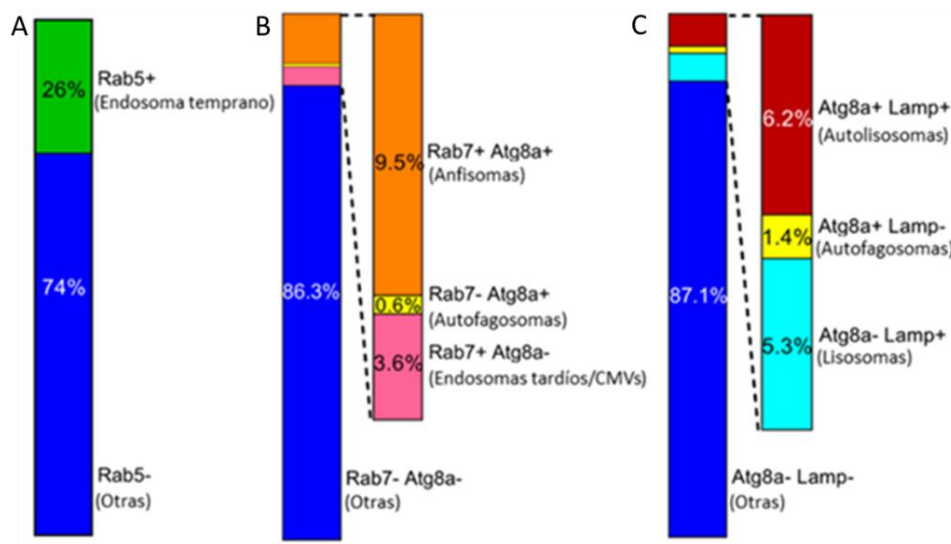 A
26%
Rab5+
(Endosoma temprano)
74%
Rab5-
(Otras)
B
9.5%
Rab7+ Atg8a+
(Anfisomas)
86.3%
0.6%
Rab7- Atg8a+
(Autofagosomas)
3.6%
Rab7+ Atg8a-
(Endosomas tardíos/CMVs)
Rab7- Atg8a-
(Otras)
C
6.2%
Atg8a+ Lamp+
(Autolisosomas)
1.4%
Atg8a+ Lamp-
(Autofagosomas)
87.1%
5.3%
Atg8a- Lamp+
(Lisosomas)
Atg8a- Lamp-
(Otras)